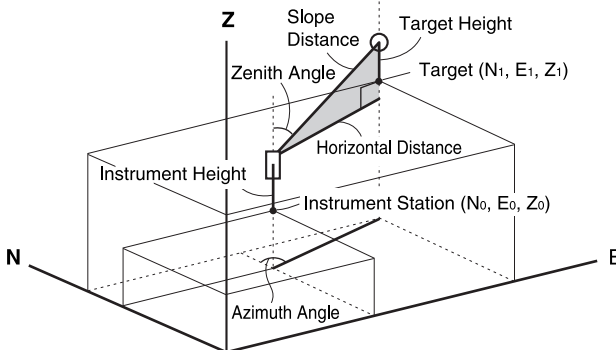 Z
Slope
Distance
Target Height
Zenith Angle
Target (N1, E1, Z1)
Horizontal Distance
Instrument Height
Instrument Station (N0, E0, Z0)
N
E
Azimuth Angle